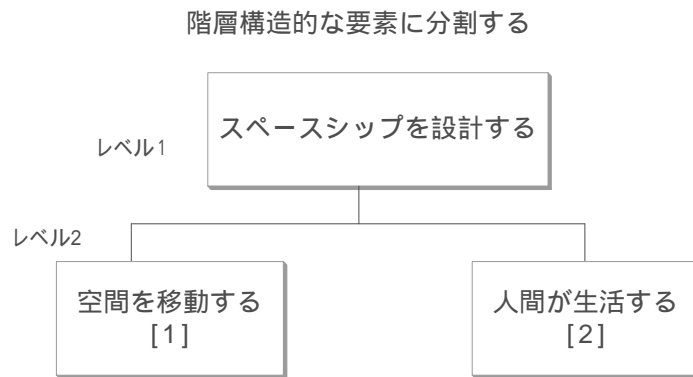 階層構造的な要素に分割する
スペースシップを設計する
レベル1
レベル2
空間を移動する
[1]
人間が生活する
[2]